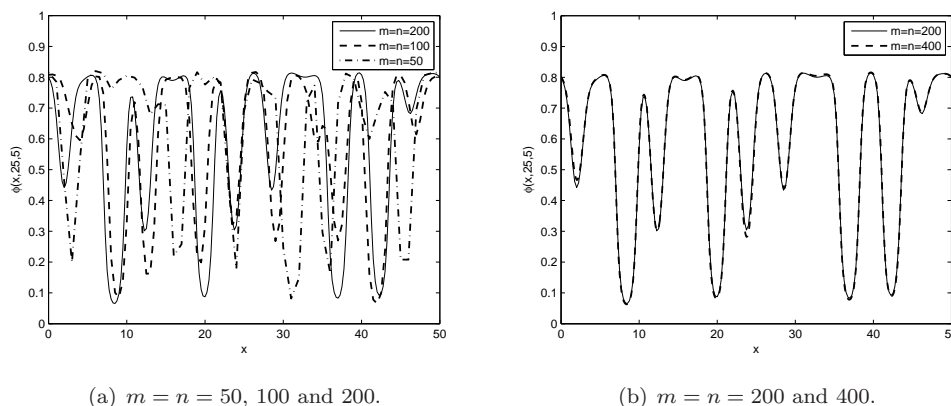 1
0.9
0.8
0.7
0.6
0.5
0.4
0.3
0.2
0.1
0
ϕ(x,25,5)
0 10 20 30 40 50
x
m=n=200
m=n=100
m=n=50
(a) m = n = 50, 100 and 200.
1
0.9
0.8
0.7
0.6
0.5
0.4
0.3
0.2
0.1
0
ϕ(x,25,5)
0 10 20 30 40 50
x
m=n=200
m=n=400
(b) m = n = 200 and 400.